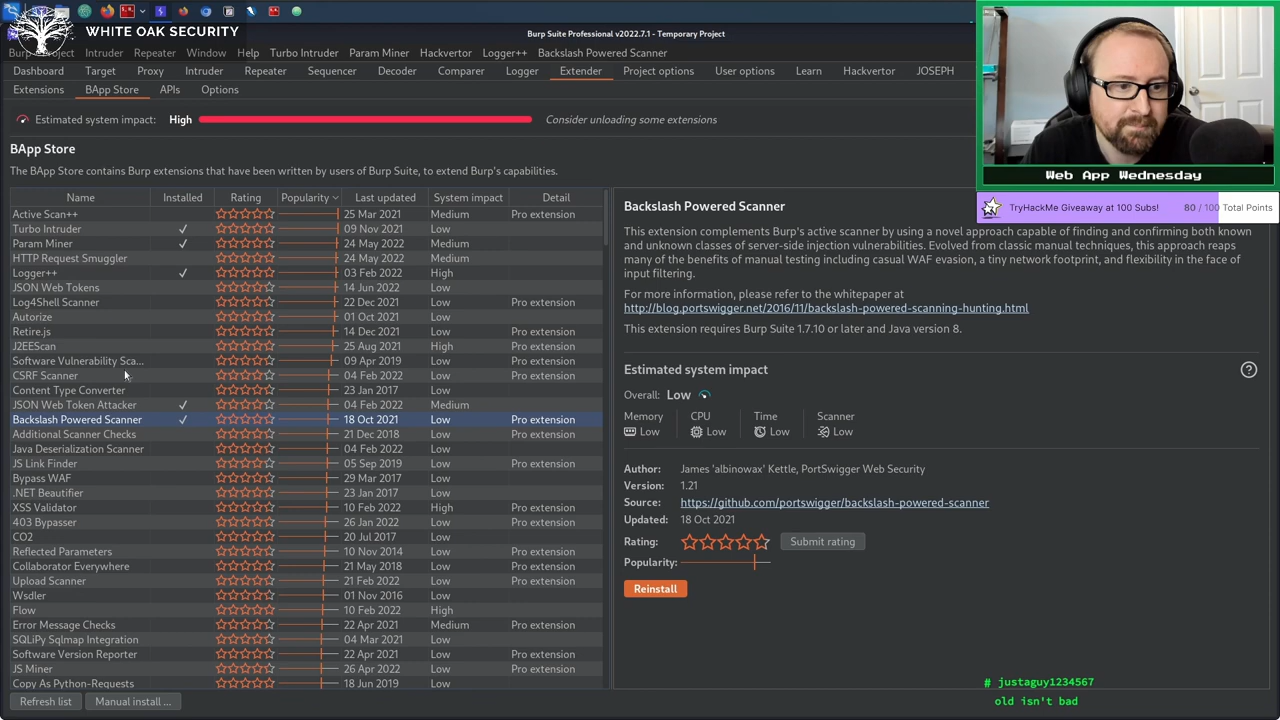 WHITE OAK SECURITY
Burp Suite Professional v2022.7.1 - Temporary Project
Burp Project Intruder Repeater Window Help Turbo Intruder Param Miner Hackvertor Logger++ Backslash Powered Scanner
Dashboard Target Proxy Intruder Repeater Sequencer Decoder Comparer Logger Extender Project options User options Learn Hackvertor JOSEPH
Extensions BApp Store APIs Options
Estimated system impact: High Consider unloading some extensions
BApp Store
The BApp Store contains Burp extensions that have been written by users of Burp Suite, to extend Burp's capabilities.
Name Installed Rating Popularity Last updated System impact Detail
Active Scan++ 25 Mar 2021 Medium Pro extension
Turbo Intruder ✓ 09 Nov 2021 Low
Param Miner ✓ 24 May 2022 Medium
HTTP Request Smuggler 24 May 2022 Medium
Logger++ ✓ 03 Feb 2022 High
JSON Web Tokens 14 Jun 2022 Low
Log4Shell Scanner 22 Dec 2021 Low Pro extension
Autorize 01 Oct 2021 Low
Retire.js 14 Dec 2021 Low Pro extension
J2EEScan 25 Aug 2021 High Pro extension
Software Vulnerability Sca... 09 Apr 2019 Low Pro extension
CSRF Scanner 04 Feb 2022 Low Pro extension
Content Type Converter 23 Jan 2017 Low
JSON Web Token Attacker ✓ 04 Feb 2022 Medium
Backslash Powered Scanner ✓ 18 Oct 2021 Low Pro extension
Additional Scanner Checks 21 Dec 2018 Low Pro extension
Java Deserialization Scanner 04 Feb 2022 Low Pro extension
JS Link Finder 05 Sep 2019 Low Pro extension
Bypass WAF 29 Mar 2017 Low
.NET Beautifier 23 Jan 2017 Low
XSS Validator 10 Feb 2022 High Pro extension
403 Bypasser 26 Jan 2022 Low Pro extension
CO2 20 Jul 2017 Low
Reflected Parameters 10 Nov 2014 Low Pro extension
Collaborator Everywhere 21 May 2018 Low Pro extension
Upload Scanner 21 Feb 2022 Low Pro extension
Wsdler 01 Nov 2016 Low
Flow 10 Feb 2022 High
Error Message Checks 22 Apr 2021 Medium Pro extension
SQLiPy Sqlmap Integration 04 Mar 2021 Low
Software Version Reporter 22 Apr 2021 Low Pro extension
JS Miner 26 Apr 2022 Low Pro extension
Copy As Python-Requests 18 Jun 2019 Low
Refresh list Manual install ...
Web App Wednesday
TryHackMe Giveaway at 100 Subs! 80 / 100 Total Points
Backslash Powered Scanner
This extension complements Burp's active scanner by using a novel approach capable of finding and confirming both known
and unknown classes of server-side injection vulnerabilities. Evolved from classic manual techniques, this approach reaps
many of the benefits of manual testing including casual WAF evasion, a tiny network footprint, and flexibility in the face of
input filtering.
For more information, please refer to the whitepaper at
http://blog.portswigger.net/2016/11/backslash-powered-scanning-hunting.html
This extension requires Burp Suite 1.7.10 or later and Java version 8.
Estimated system impact
Overall: Low
Memory CPU Time Scanner
Low Low Low Low
Author: James 'albinowax' Kettle, PortSwigger Web Security
Version: 1.21
Source: https://github.com/portswigger/backslash-powered-scanner
Updated: 18 Oct 2021
Rating: Submit rating
Popularity:
Reinstall
# justaguy1234567
old isn't bad